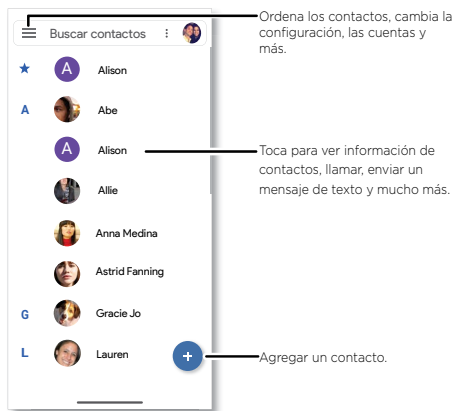 Buscar contactos
A Alison
A Abe
A Alison
Allie
Anna Medina
Astrid Fanning
G Gracie Jo
L Lauren
Ordena los contactos, cambia la
configuración, las cuentas y
más.
Toca para ver información de
contactos, llamar, enviar un
mensaje de texto y mucho más.
Agregar un contacto.